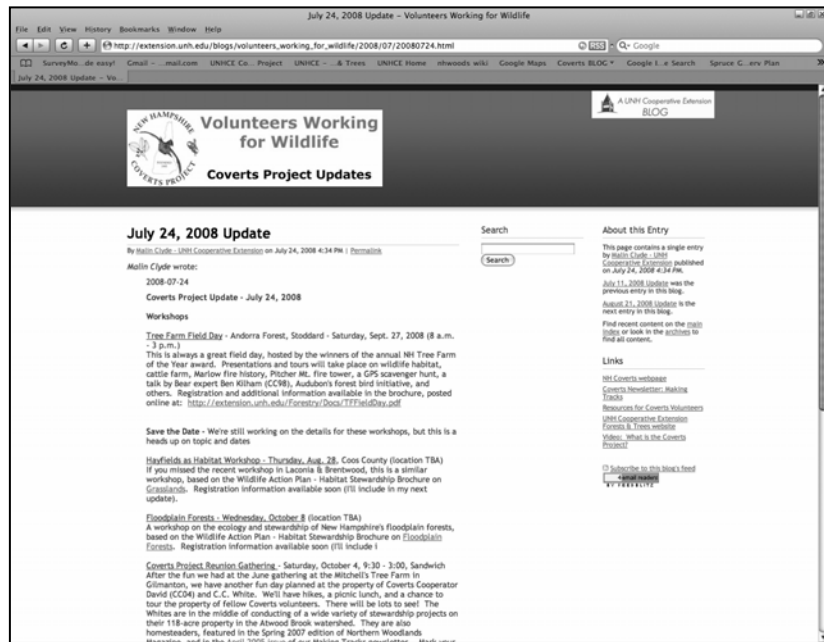 July 24, 2008 Update – Volunteers Working for Wildlife
File Edit View History Bookmarks Window Help
http://extension.unh.edu/blogs/volunteers_working_for_wildlife/2008/07/20080724.html RSS Google
SurveyMo...de easy! Gmail - ...mail.com UNHCE Co... Project UNHCE - ...& Trees UNHCE Home nhwoods wiki Google Maps Coverts BLOG Google I...e Search Spruce G...erv Plan
July 24, 2008 Update – Vo...
A UNH Cooperative Extension
BLOG
NEW HAMPSHIRE
COVERTS PROJECT
Volunteers Working
for Wildlife
Coverts Project Updates
July 24, 2008 Update
By Malin Clyde - UNH Cooperative Extension on July 24, 2008 4:34 PM | Permalink
Malin Clyde wrote:
2008-07-24
Coverts Project Update - July 24, 2008
Workshops
Tree Farm Field Day - Andorra Forest, Stoddard - Saturday, Sept. 27, 2008 (8 a.m.
- 3 p.m.)
This is always a great field day, hosted by the winners of the annual NH Tree Farm
of the Year award. Presentations and tours will take place on wildlife habitat,
cattle farm, Marlow fire history, Pitcher Mt. fire tower, a GPS scavenger hunt, a
talk by Bear expert Ben Kilham (CC98), Audubon's forest bird initiative, and
others. Registration and additional information available in the brochure, posted
online at: http://extension.unh.edu/Forestry/Docs/TFFieldDay.pdf
Save the Date - We're still working on the details for these workshops, but this is a
heads up on topic and dates
Hayfields as Habitat Workshop - Thursday, Aug. 28, Coos County (location TBA)
If you missed the recent workshop in Laconia & Brentwood, this is a similar
workshop, based on the Wildlife Action Plan - Habitat Stewardship Brochure on
Grasslands. Registration information available soon (I'll include in my next
update).
Floodplain Forests - Wednesday, October 8 (location TBA)
A workshop on the ecology and stewardship of New Hampshire's floodplain forests,
based on the Wildlife Action Plan - Habitat Stewardship Brochure on Floodplain
Forests. Registration information available soon (I'll include i
Coverts Project Reunion Gathering - Saturday, October 4, 9:30 - 3:00, Sandwich
After the fun we had at the June gathering at the Mitchell's Tree Farm in
Gilmanton, we have another fun day planned at the property of Coverts Cooperator
David (CC04) and C.C. White. We'll have hikes, a picnic lunch, and a chance to
tour the property of fellow Coverts volunteers. There will be lots to see! The
Whites are in the middle of conducting of a wide variety of stewardship projects on
their 118-acre property in the Atwood Brook watershed. They are also
homesteaders, featured in the Spring 2007 edition of Northern Woodlands
Search
Search
About this Entry
This page contains a single entry
by Malin Clyde - UNH
Cooperative Extension published
on July 24, 2008 4:34 PM.
July 11, 2008 Update was the
previous entry in this blog.
August 21, 2008 Update is the
next entry in this blog.
Find recent content on the main
index or look in the archives to
find all content.
Links
NH Coverts webpage
Coverts Newsletter: Making
Tracks
Resources for Coverts Volunteers
UNH Cooperative Extension
Forests & Trees website
Video: What is the Coverts
Project?
Subscribe to this blog's feed
email readers
BY FEEDBLITZ